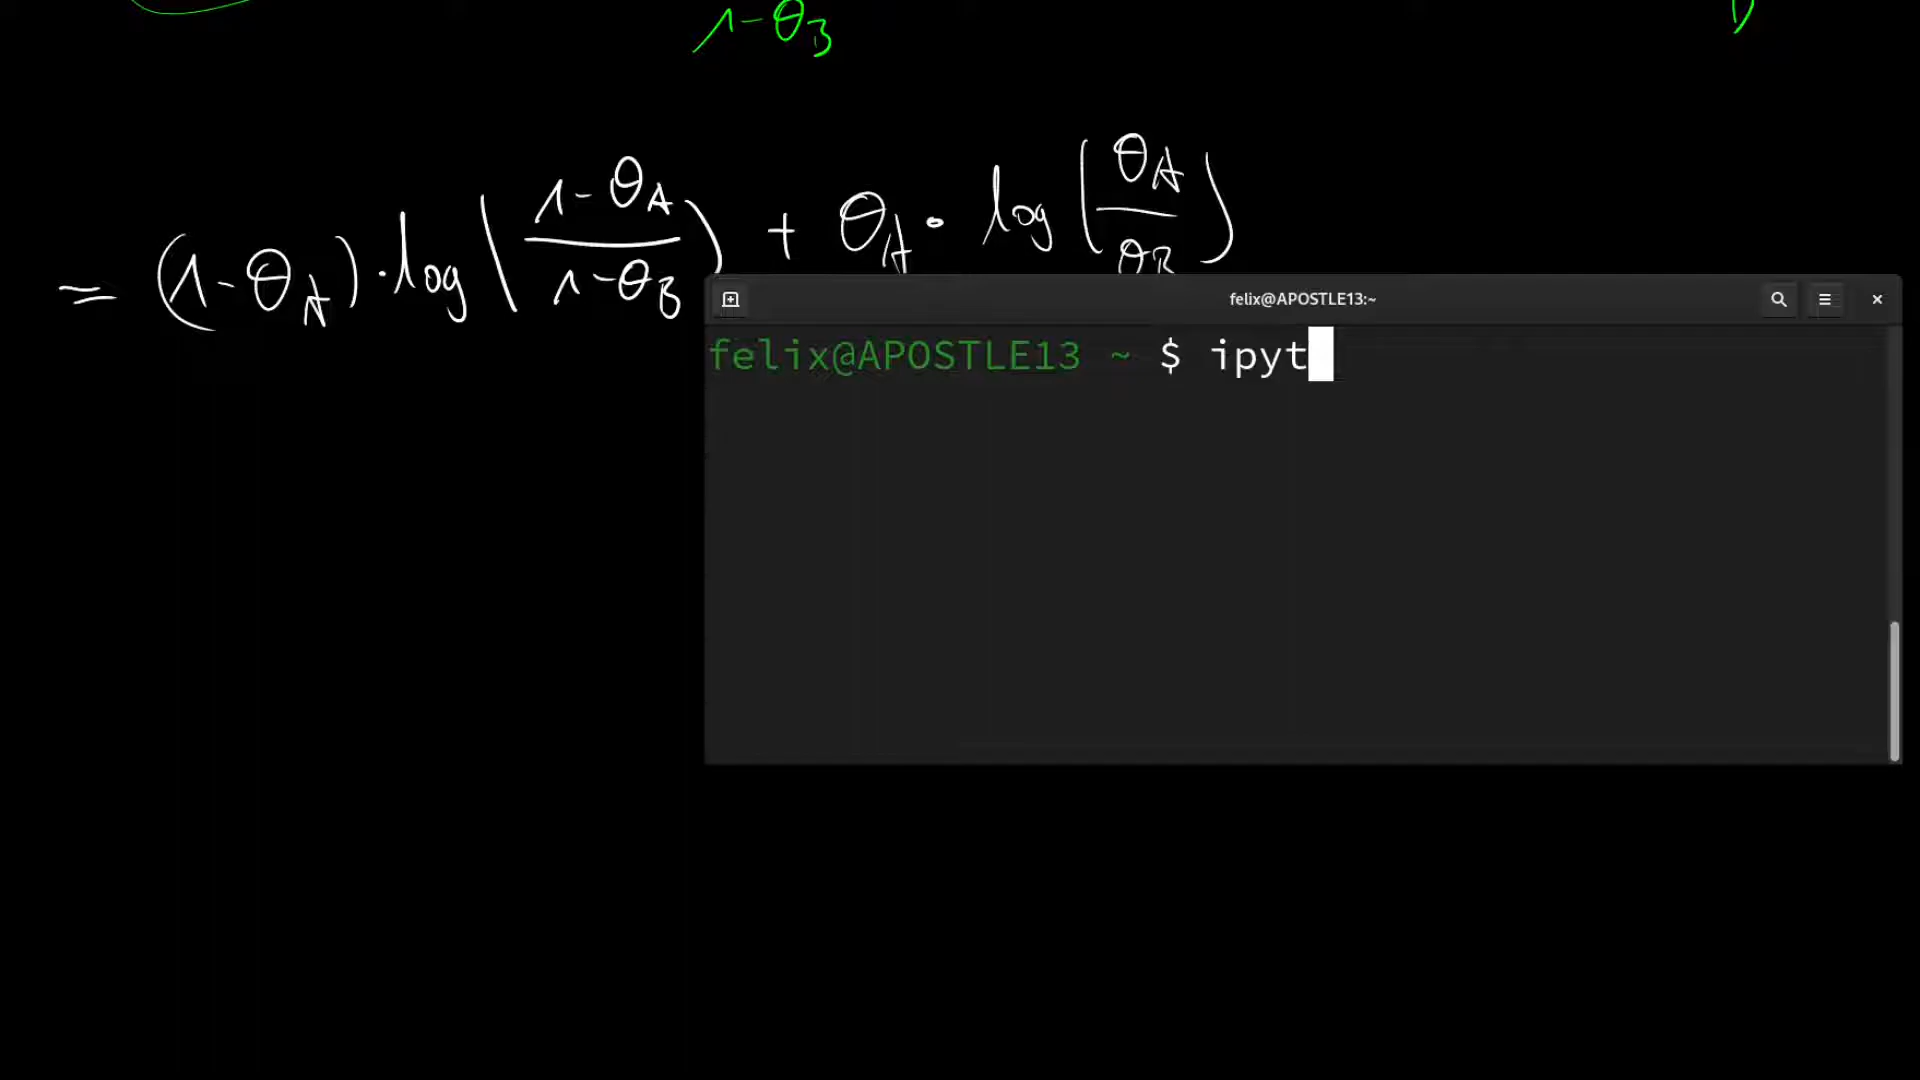 1-θB
= (1-θA)·log(1-θA / 1-θB) + θA·log(θA / θB)
felix@APOSTLE13:~
felix@APOSTLE13 ~ $ ipyt